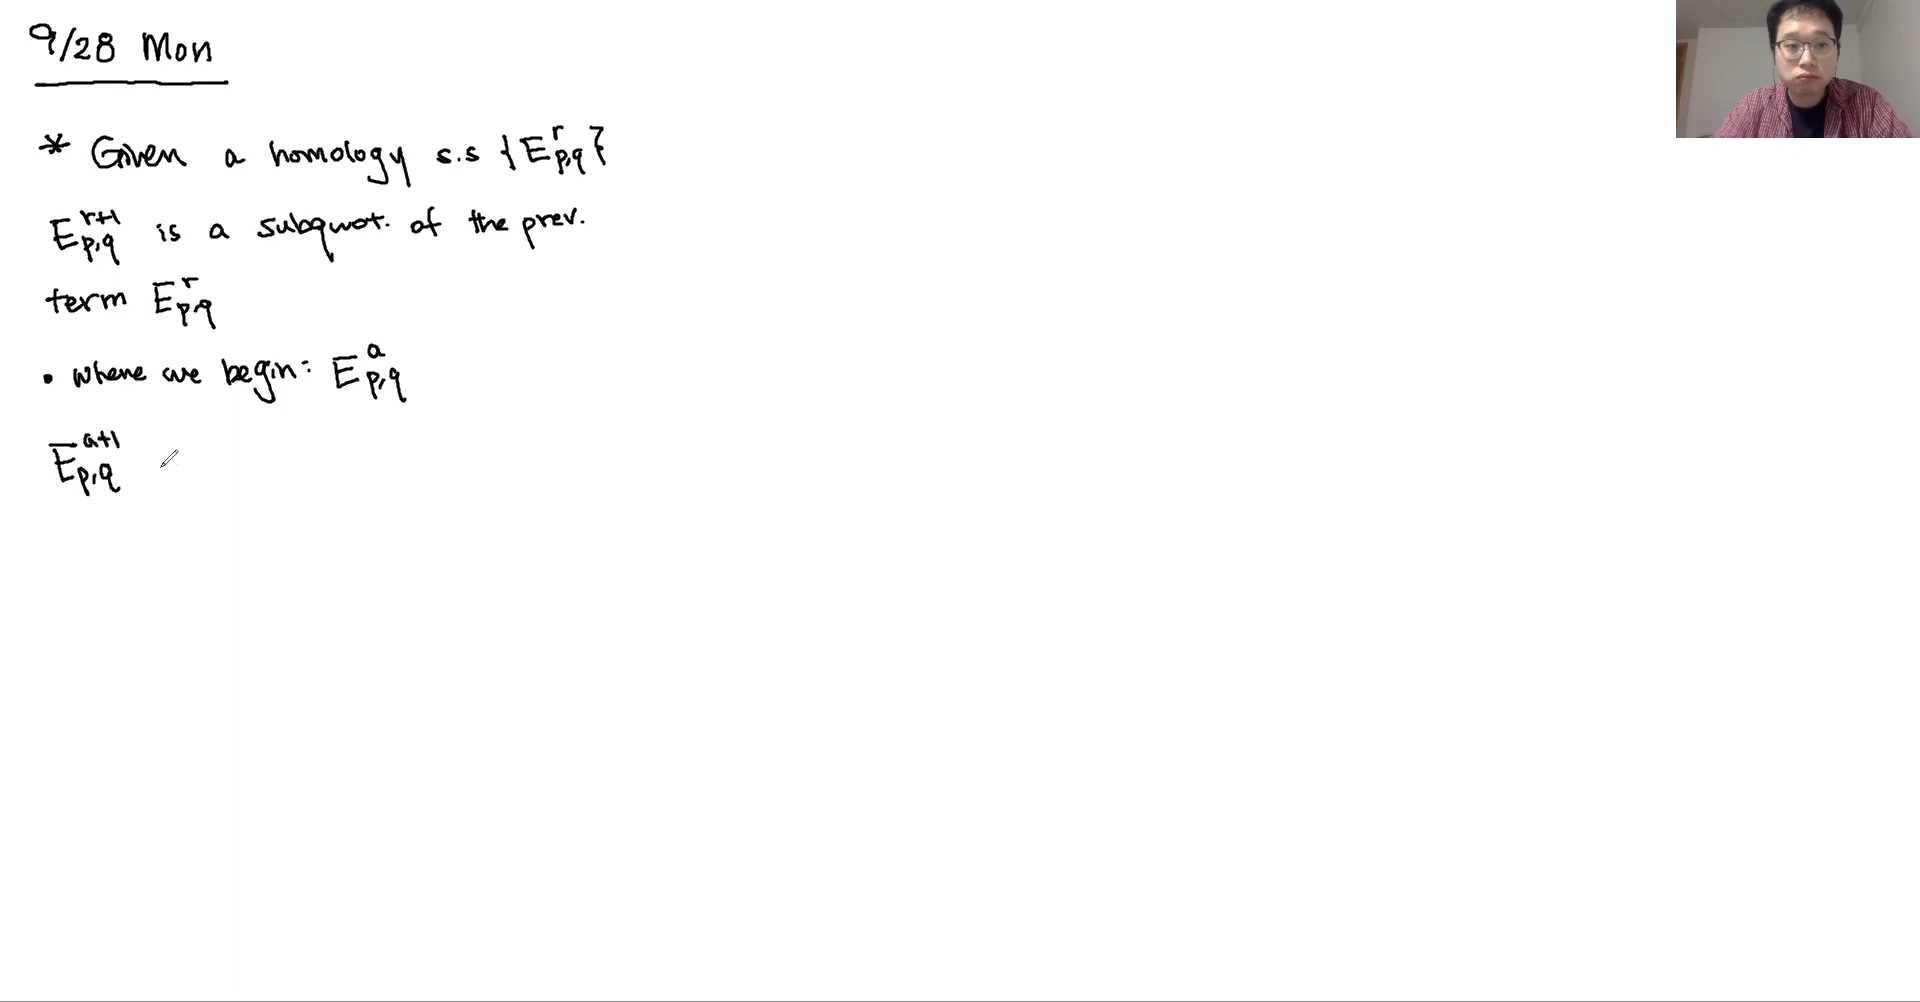 9/28 Mon
* Given a homology s.s {E^r_{p,q}}
E^{r+1}_{p,q} is a subquot. of the prev.
term E^r_{p,q}
• where we begin: E^a_{p,q}
E^{a+1}_{p,q}